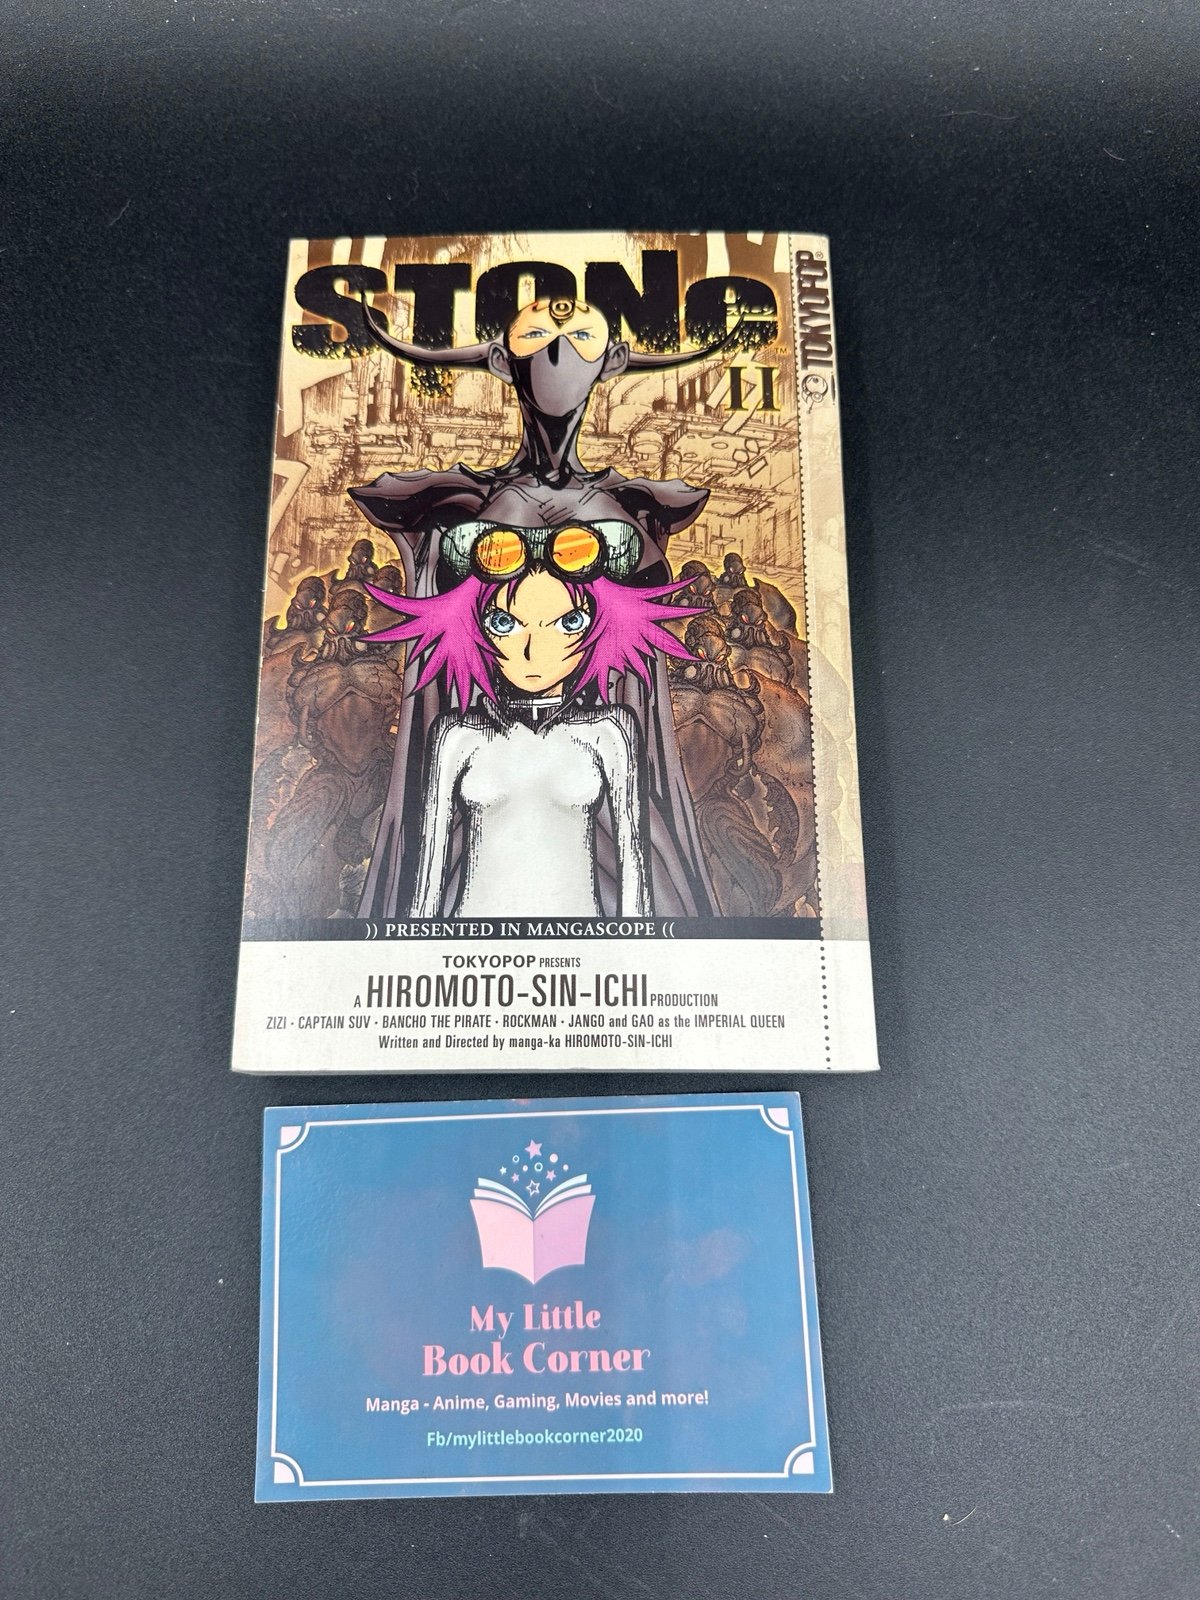 STONe
™
II
TOKYOPOP®
)) PRESENTED IN MANGASCOPE ((
TOKYOPOP PRESENTS
A HIROMOTO-SIN-ICHI PRODUCTION
ZIZI · CAPTAIN SUV · BANCHO THE PIRATE · ROCKMAN · JANGO and GAO as the IMPERIAL QUEEN
Written and Directed by manga-ka HIROMOTO-SIN-ICHI
My Little
Book Corner
Manga - Anime, Gaming, Movies and more!
Fb/mylittlebookcorner2020